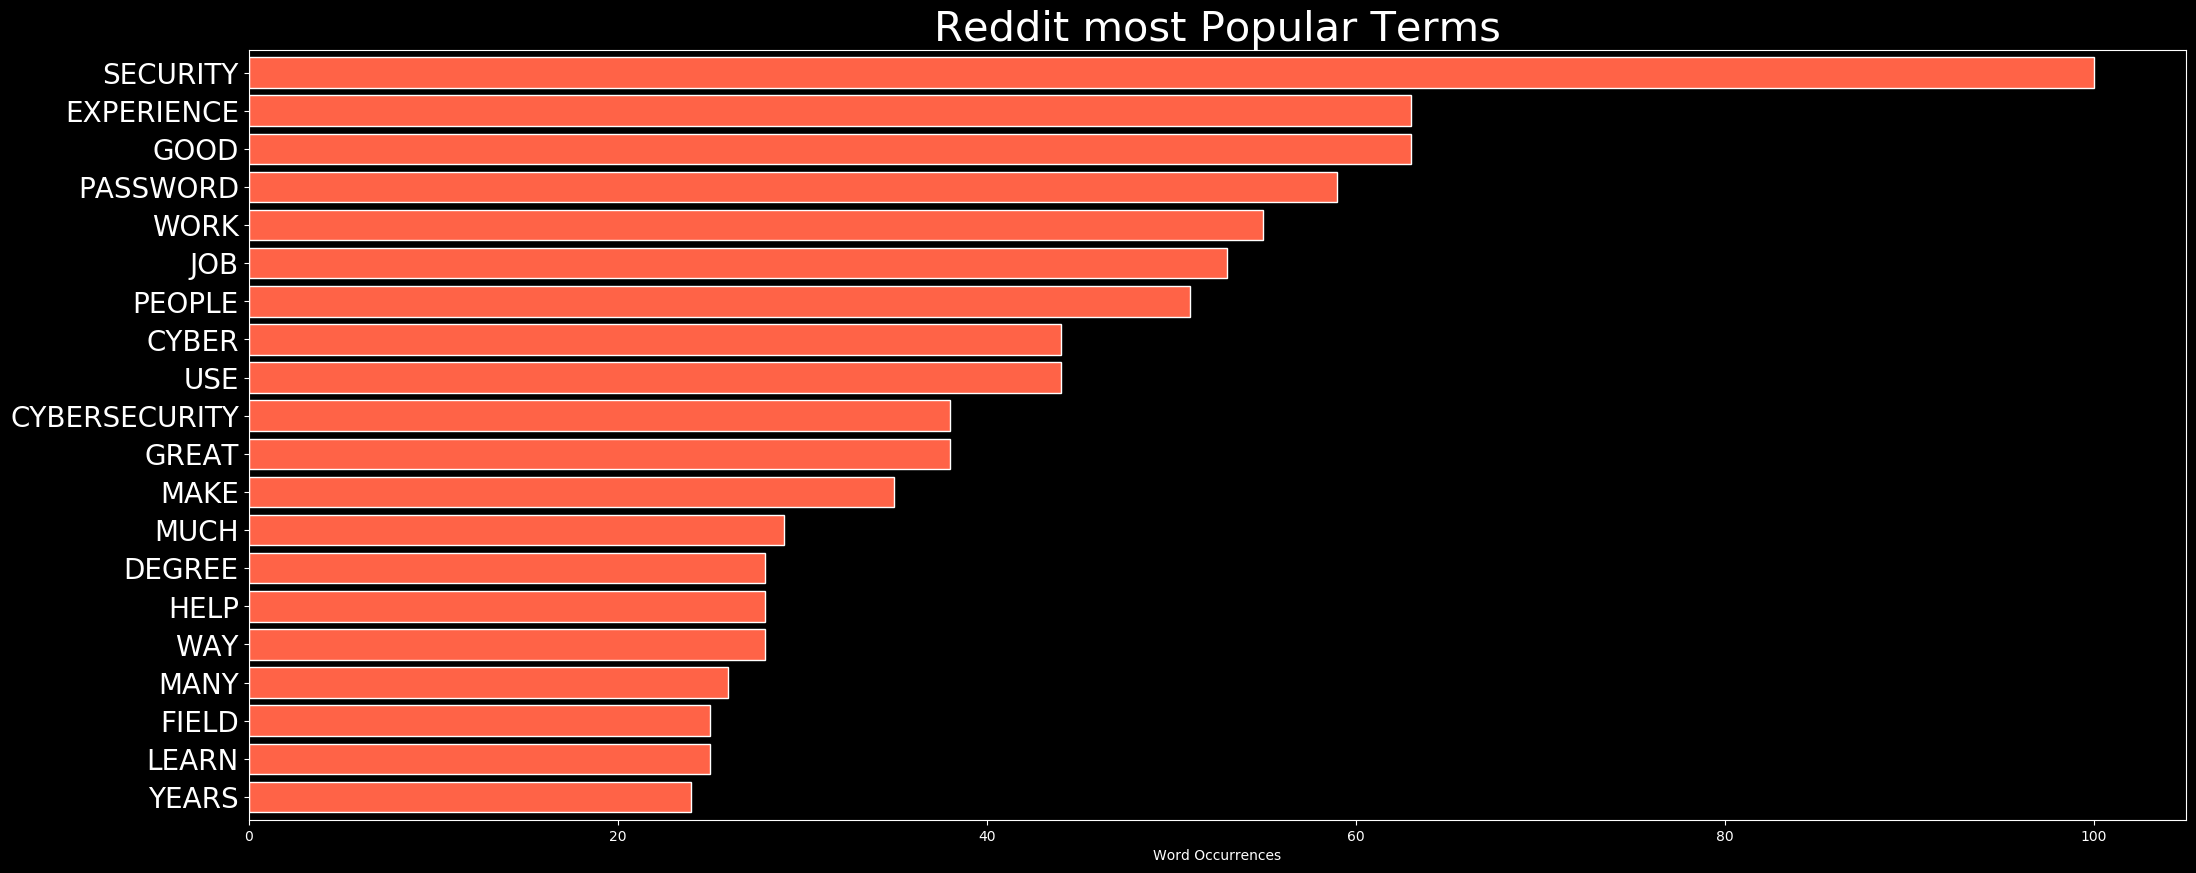 Reddit most Popular Terms
SECURITY
EXPERIENCE
GOOD
PASSWORD
WORK
JOB
PEOPLE
CYBER
USE
CYBERSECURITY
GREAT
MAKE
MUCH
DEGREE
HELP
WAY
MANY
FIELD
LEARN
YEARS
0 20 40 60 80 100
Word Occurrences